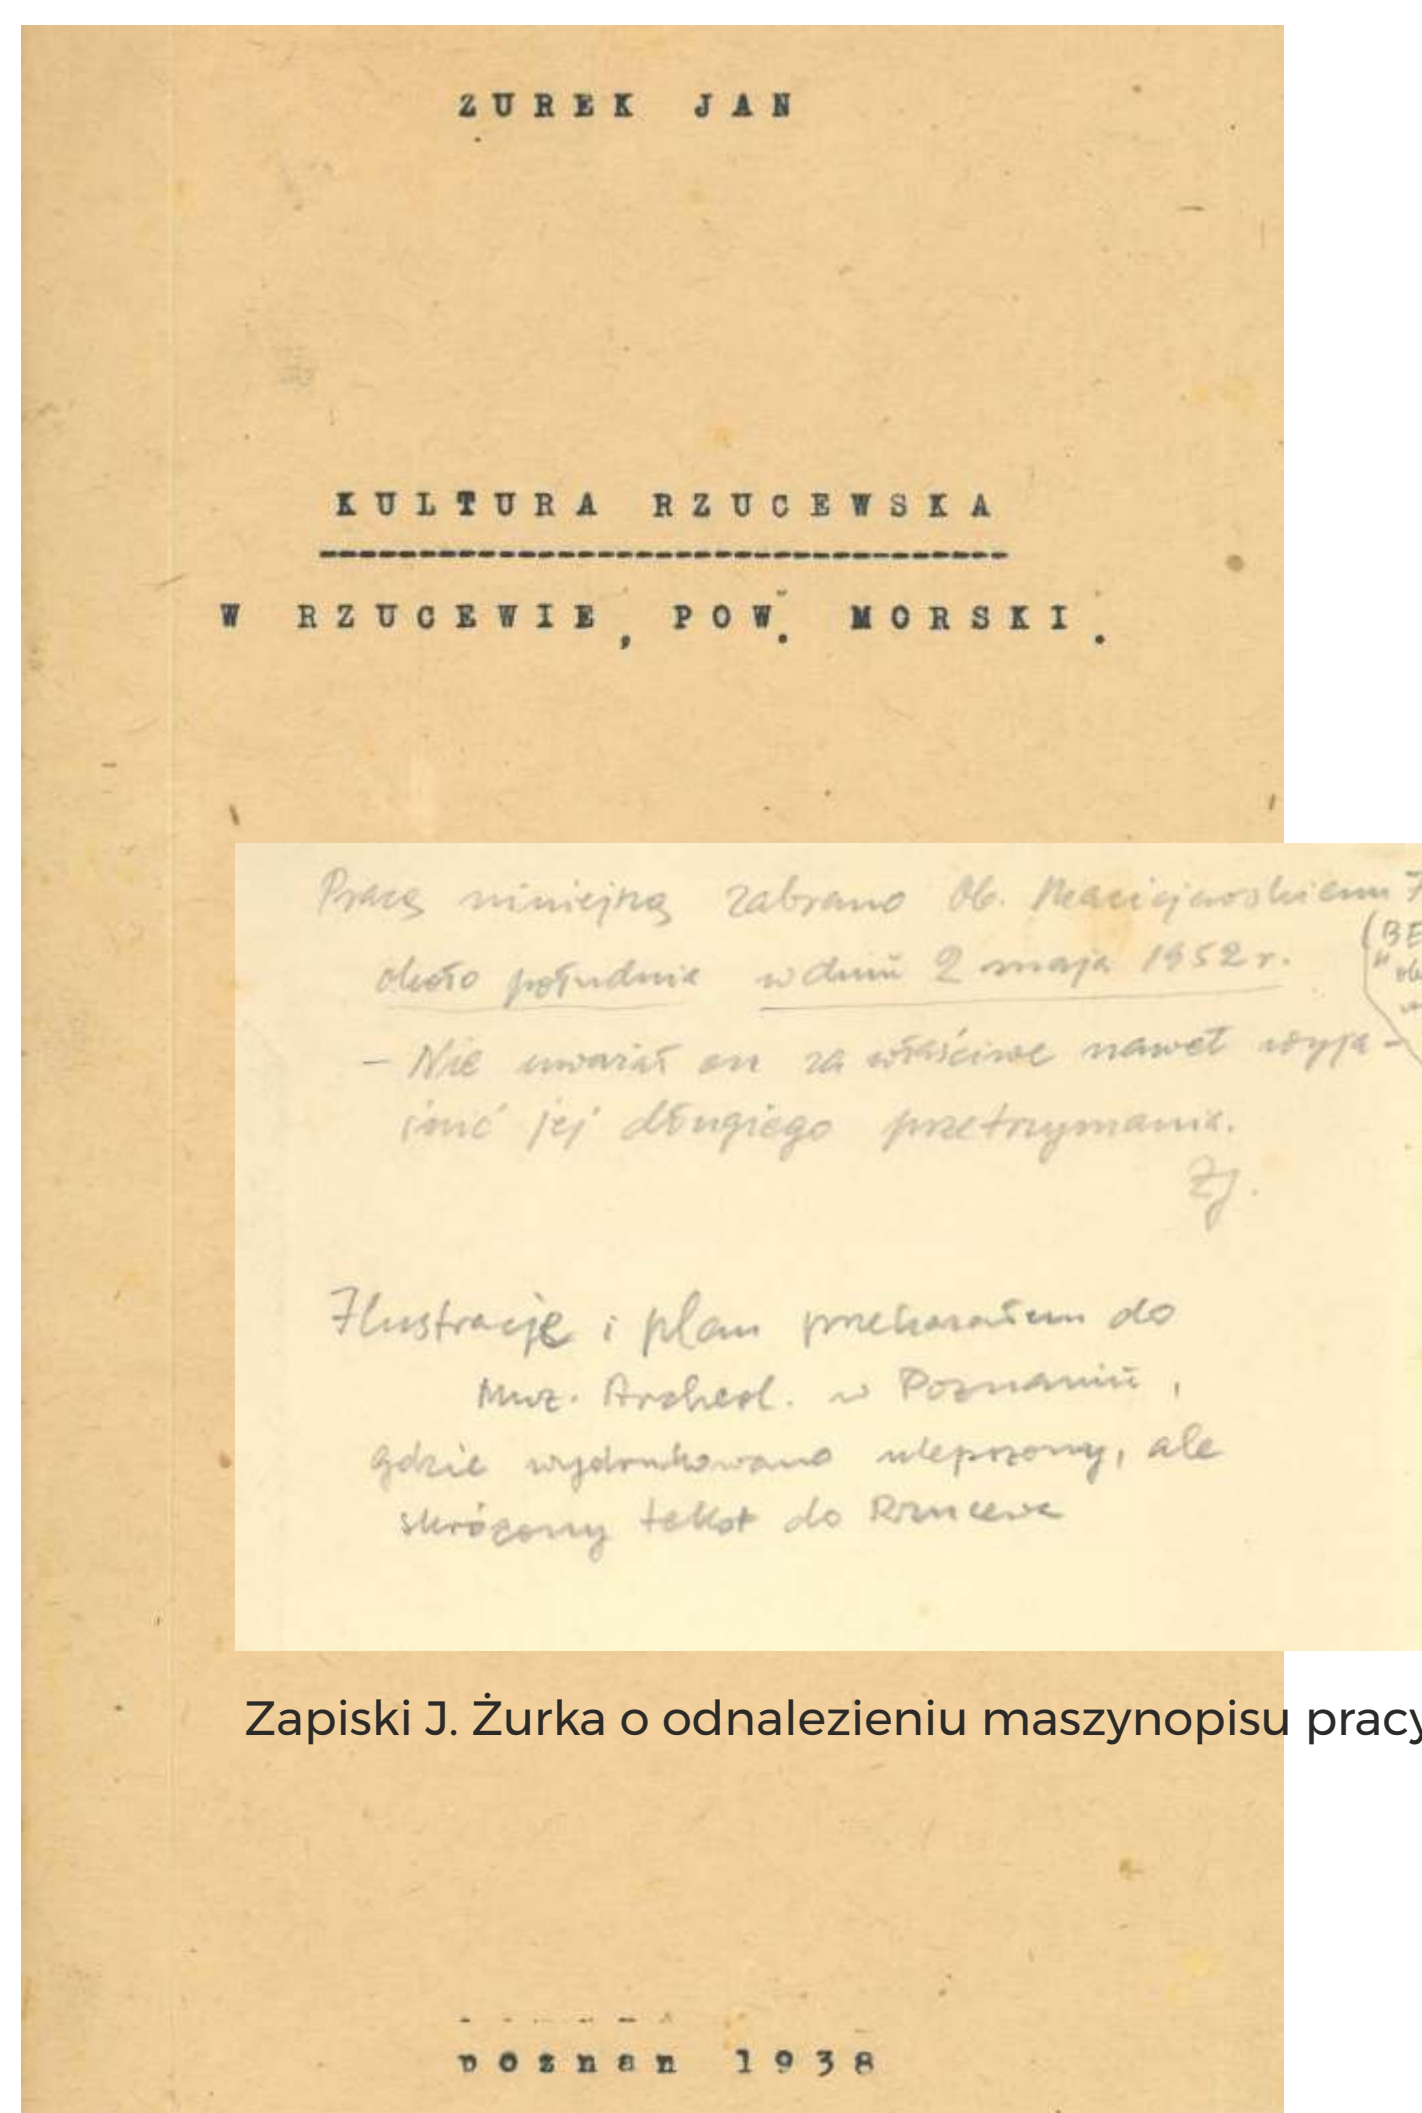 ZUREK JAN
KULTURA RZUCEWSKA
W RZUCEWIE, POW. MORSKI.
Pracę niniejszą zabrano Ob. Maciejewskiemu
około południa w dniu 2 maja 1952 r.
(BE
– Nie uważał on za właściwe nawet wyja-
śnić jej długiego przetrzymania.
ŻJ.
Ilustracje i plan przekazałem do
Muz. Archeol. w Poznaniu,
gdzie wydrukowano ulepszony, ale
skrócony tekst do Rzucewa
Zapiski J. Żurka o odnalezieniu maszynopisu pracy
poznan 1938